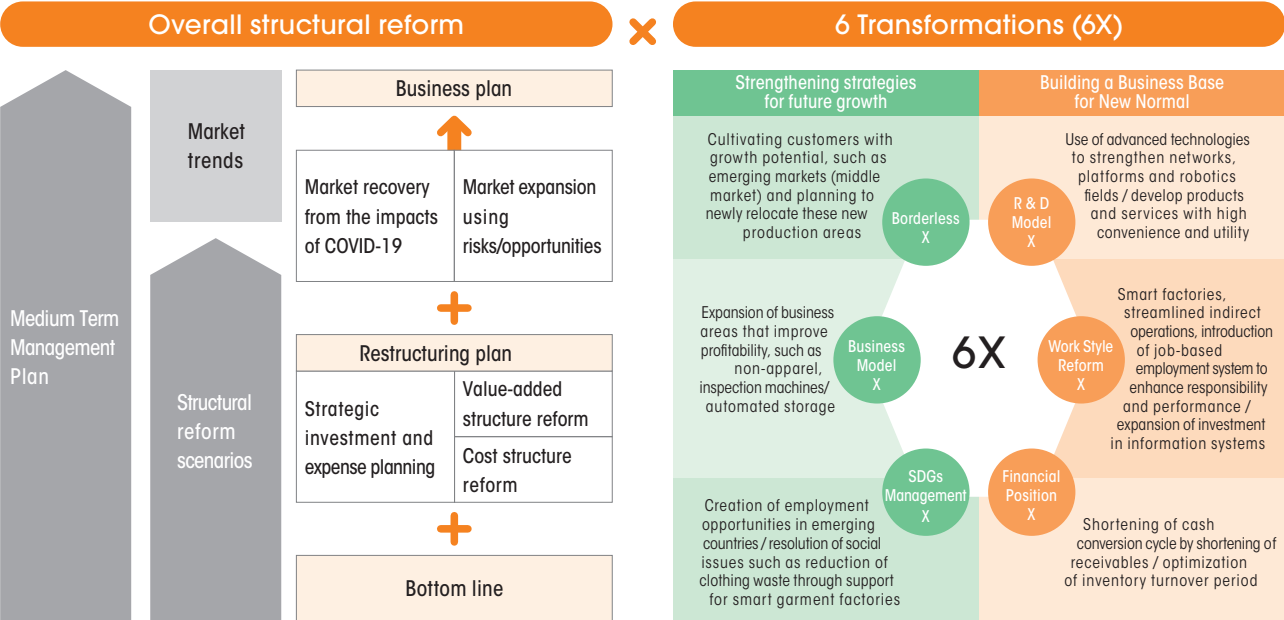 Overall structural reform
×
6 Transformations (6X)
Medium Term
Management
Plan
Market
trends
Structural
reform
scenarios
Business plan
Market recovery
from the impacts
of COVID-19
Market expansion
using
risks/opportunities
+
Restructuring plan
Strategic
investment and
expense planning
Value-added
structure reform
Cost structure
reform
+
Bottom line
Strengthening strategies
for future growth
Building a Business Base
for New Normal
Cultivating customers with
growth potential, such as
emerging markets (middle
market) and planning to
newly relocate these new
production areas
Borderless
X
R & D
Model
X
Use of advanced technologies
to strengthen networks,
platforms and robotics
fields / develop products
and services with high
convenience and utility
Expansion of business
areas that improve
profitability, such as
non-apparel,
inspection machines/
automated storage
Business
Model
X
6X
Work Style
Reform
X
Smart factories,
streamlined indirect
operations, introduction
of job-based
employment system to
enhance responsibility
and performance /
expansion of investment
in information systems
Creation of employment
opportunities in emerging
countries / resolution of social
issues such as reduction of
clothing waste through support
for smart garment factories
SDGs
Management
X
Financial
Position
X
Shortening of cash
conversion cycle by shortening of
receivables / optimization
of inventory turnover period